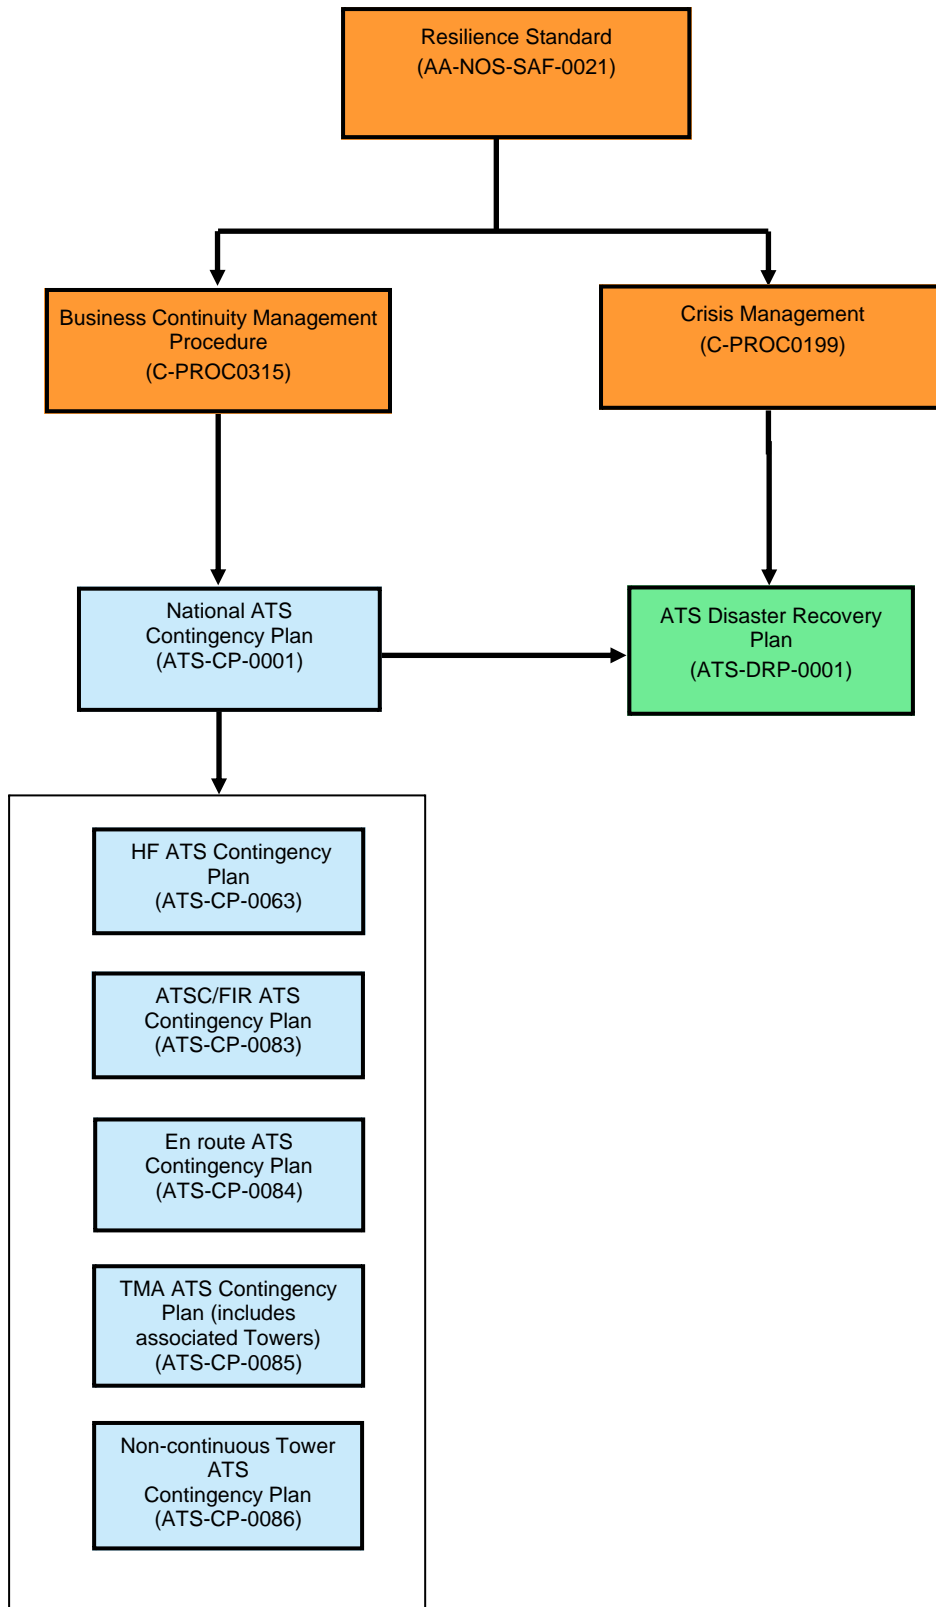 Resilience Standard
(AA-NOS-SAF-0021)
Business Continuity Management
Procedure
(C-PROC0315)
Crisis Management
(C-PROC0199)
National ATS
Contingency Plan
(ATS-CP-0001)
ATS Disaster Recovery
Plan
(ATS-DRP-0001)
HF ATS Contingency
Plan
(ATS-CP-0063)
ATSC/FIR ATS
Contingency Plan
(ATS-CP-0083)
En route ATS
Contingency Plan
(ATS-CP-0084)
TMA ATS Contingency
Plan (includes
associated Towers)
(ATS-CP-0085)
Non-continuous Tower
ATS
Contingency Plan
(ATS-CP-0086)